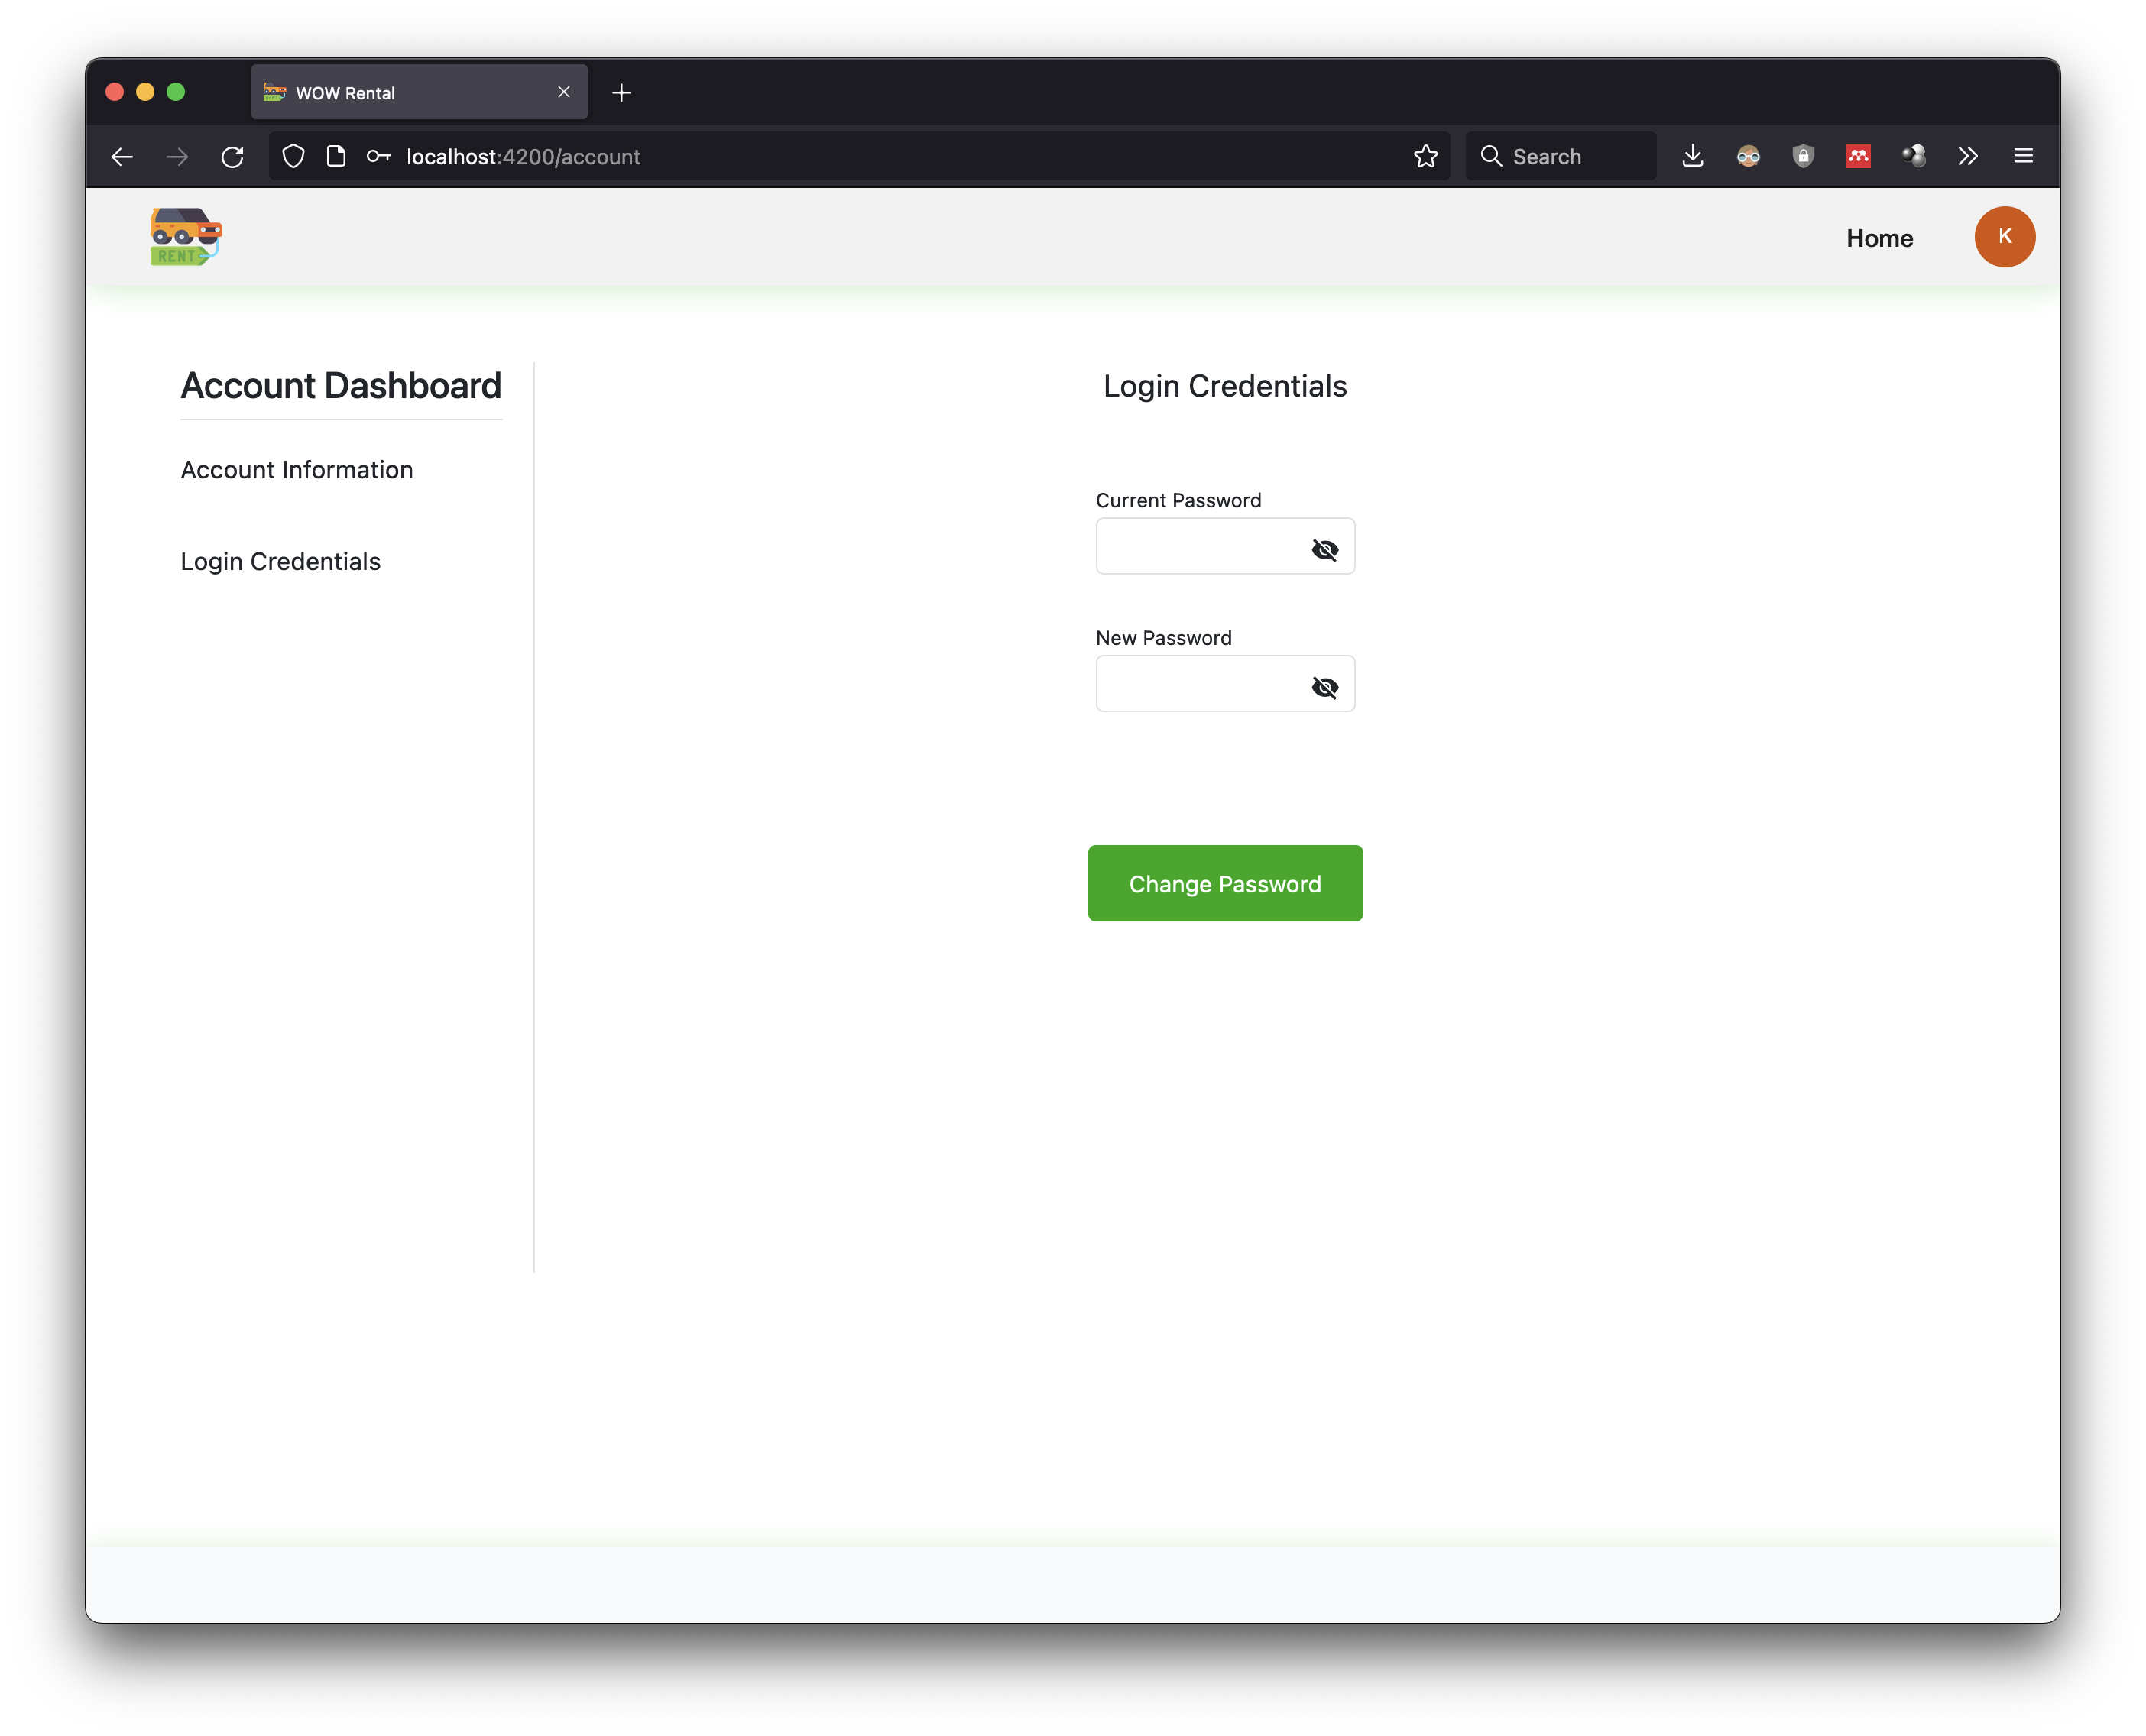 WOW Rental
localhost:4200/account
Search
RENT
Home
K
Account Dashboard
Account Information
Login Credentials
Login Credentials
Current Password
New Password
Change Password